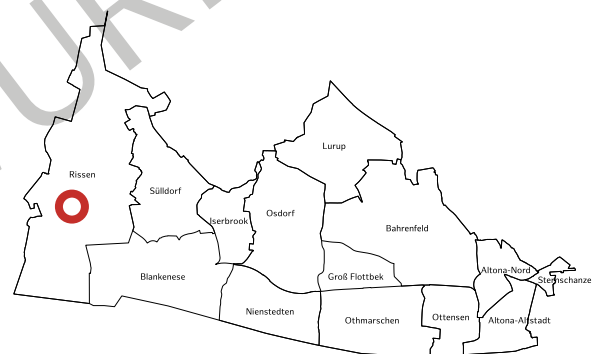 Lurup
Rissen
Sülldorf
Iserbrook
Osdorf
Bahrenfeld
Blankenese
Groß Flottbek
Altona-Nord
Sternschanze
Nienstedten
Othmarschen
Ottensen
Altona-Altstadt